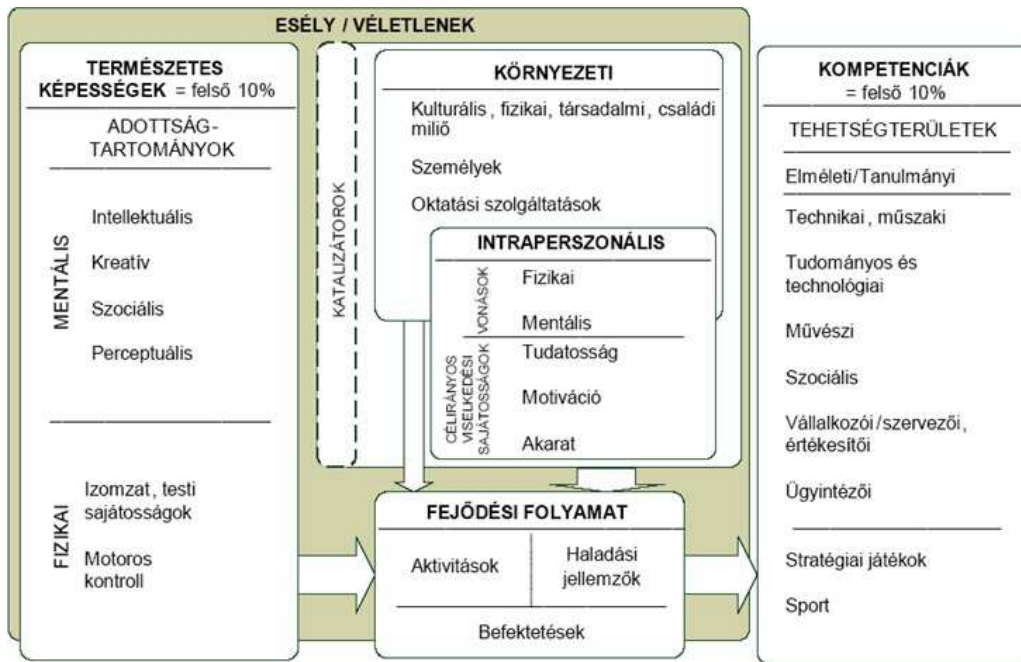 ESÉLY / VÉLETLENEK
TERMÉSZETES
KÉPESSÉGEK = felső 10%
ADOTTSÁG-
TARTOMÁNYOK
MENTÁLIS
Intellektuális
Kreatív
Szociális
Perceptuális
FIZIKAI
Izomzat, testi
sajátosságok
Motoros
kontroll
KATALIZÁTOROK
KÖRNYEZETI
Kulturális, fizikai, társadalmi, családi
miliő
Személyek
Oktatási szolgáltatások
INTRAPERSZONÁLIS
VONÁSOK
Fizikai
Mentális
CÉLIRÁNYOS
VISELKEDÉSI
SAJÁTOSSÁGOK
Tudatosság
Motiváció
Akarat
FEJŐDÉSI FOLYAMAT
Aktivitások
Haladási
jellemzők
Befektetések
KOMPETENCIÁK
= felső 10%
TEHETSÉGTERÜLETEK
Elméleti/Tanulmányi
Technikai, műszaki
Tudományos és
technológiai
Művészi
Szociális
Vállalkozói/szervezői,
értékesítői
Ügyintézői
Stratégiai játékok
Sport